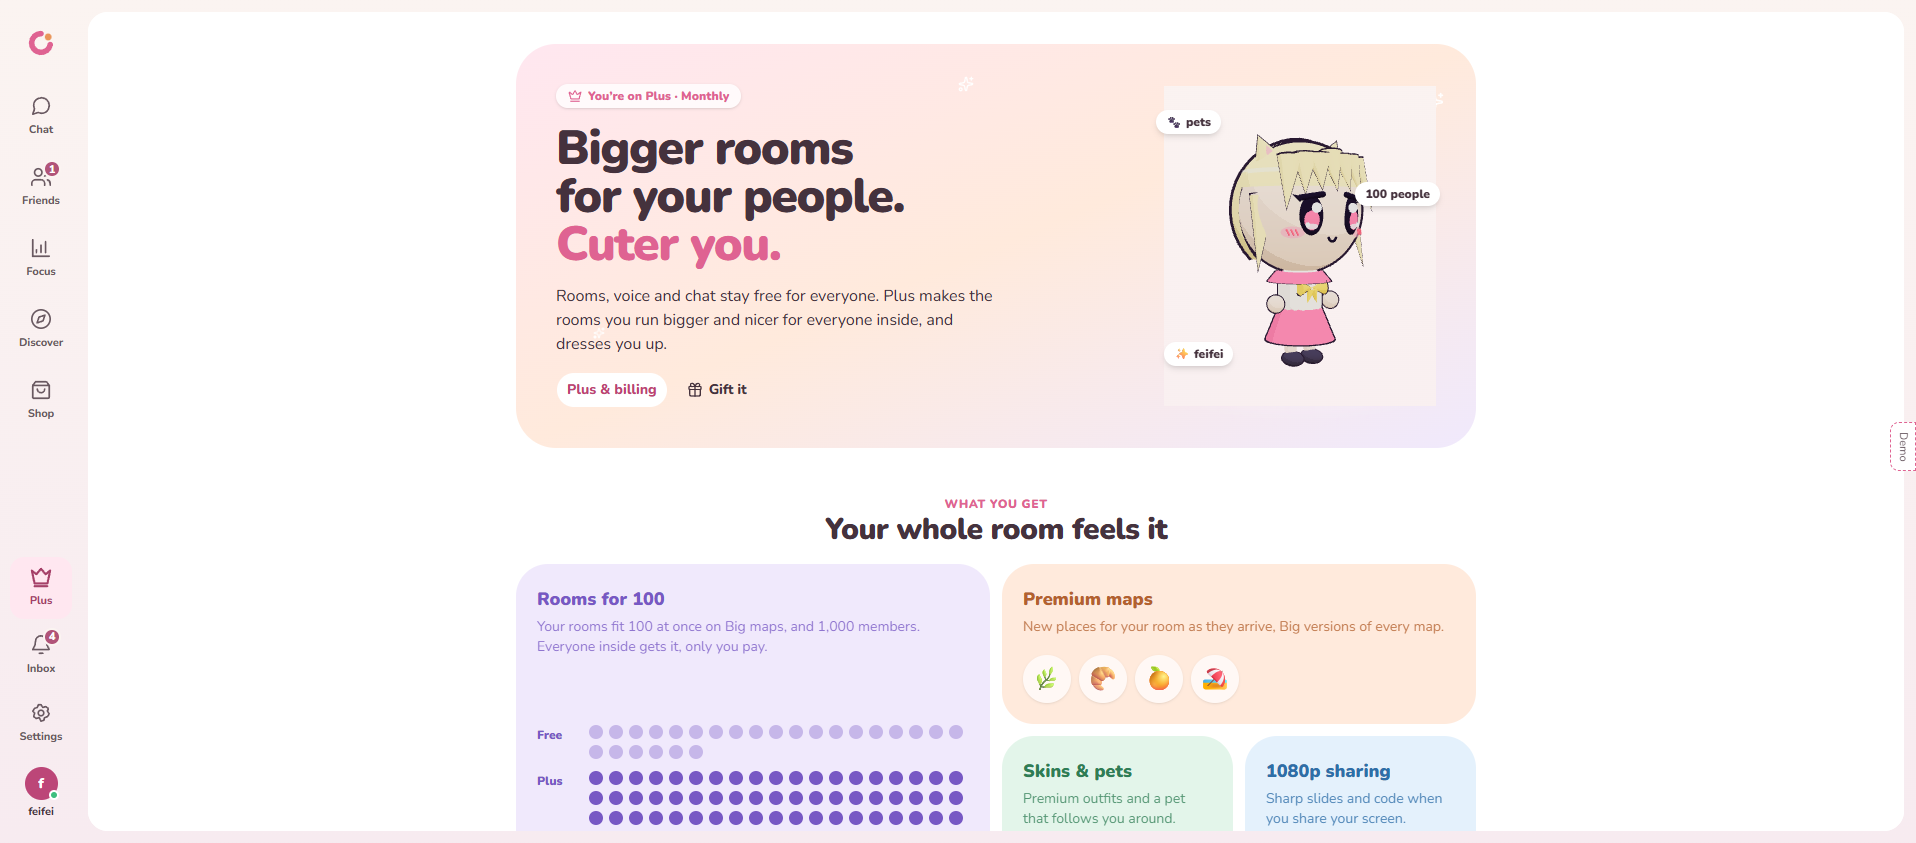 Chat
1
Friends
Focus
Discover
Shop
Plus
4
Inbox
Settings
f
feifei
You're on Plus · Monthly
Bigger rooms
for your people.
Cuter you.
Rooms, voice and chat stay free for everyone. Plus makes the
rooms you run bigger and nicer for everyone inside, and
dresses you up.
Plus & billing
Gift it
pets
100 people
feifei
WHAT YOU GET
Your whole room feels it
Rooms for 100
Your rooms fit 100 at once on Big maps, and 1,000 members.
Everyone inside gets it, only you pay.
Free
Plus
Premium maps
New places for your room as they arrive, Big versions of every map.
Skins & pets
Premium outfits and a pet
that follows you around.
1080p sharing
Sharp slides and code when
you share your screen.
Demo